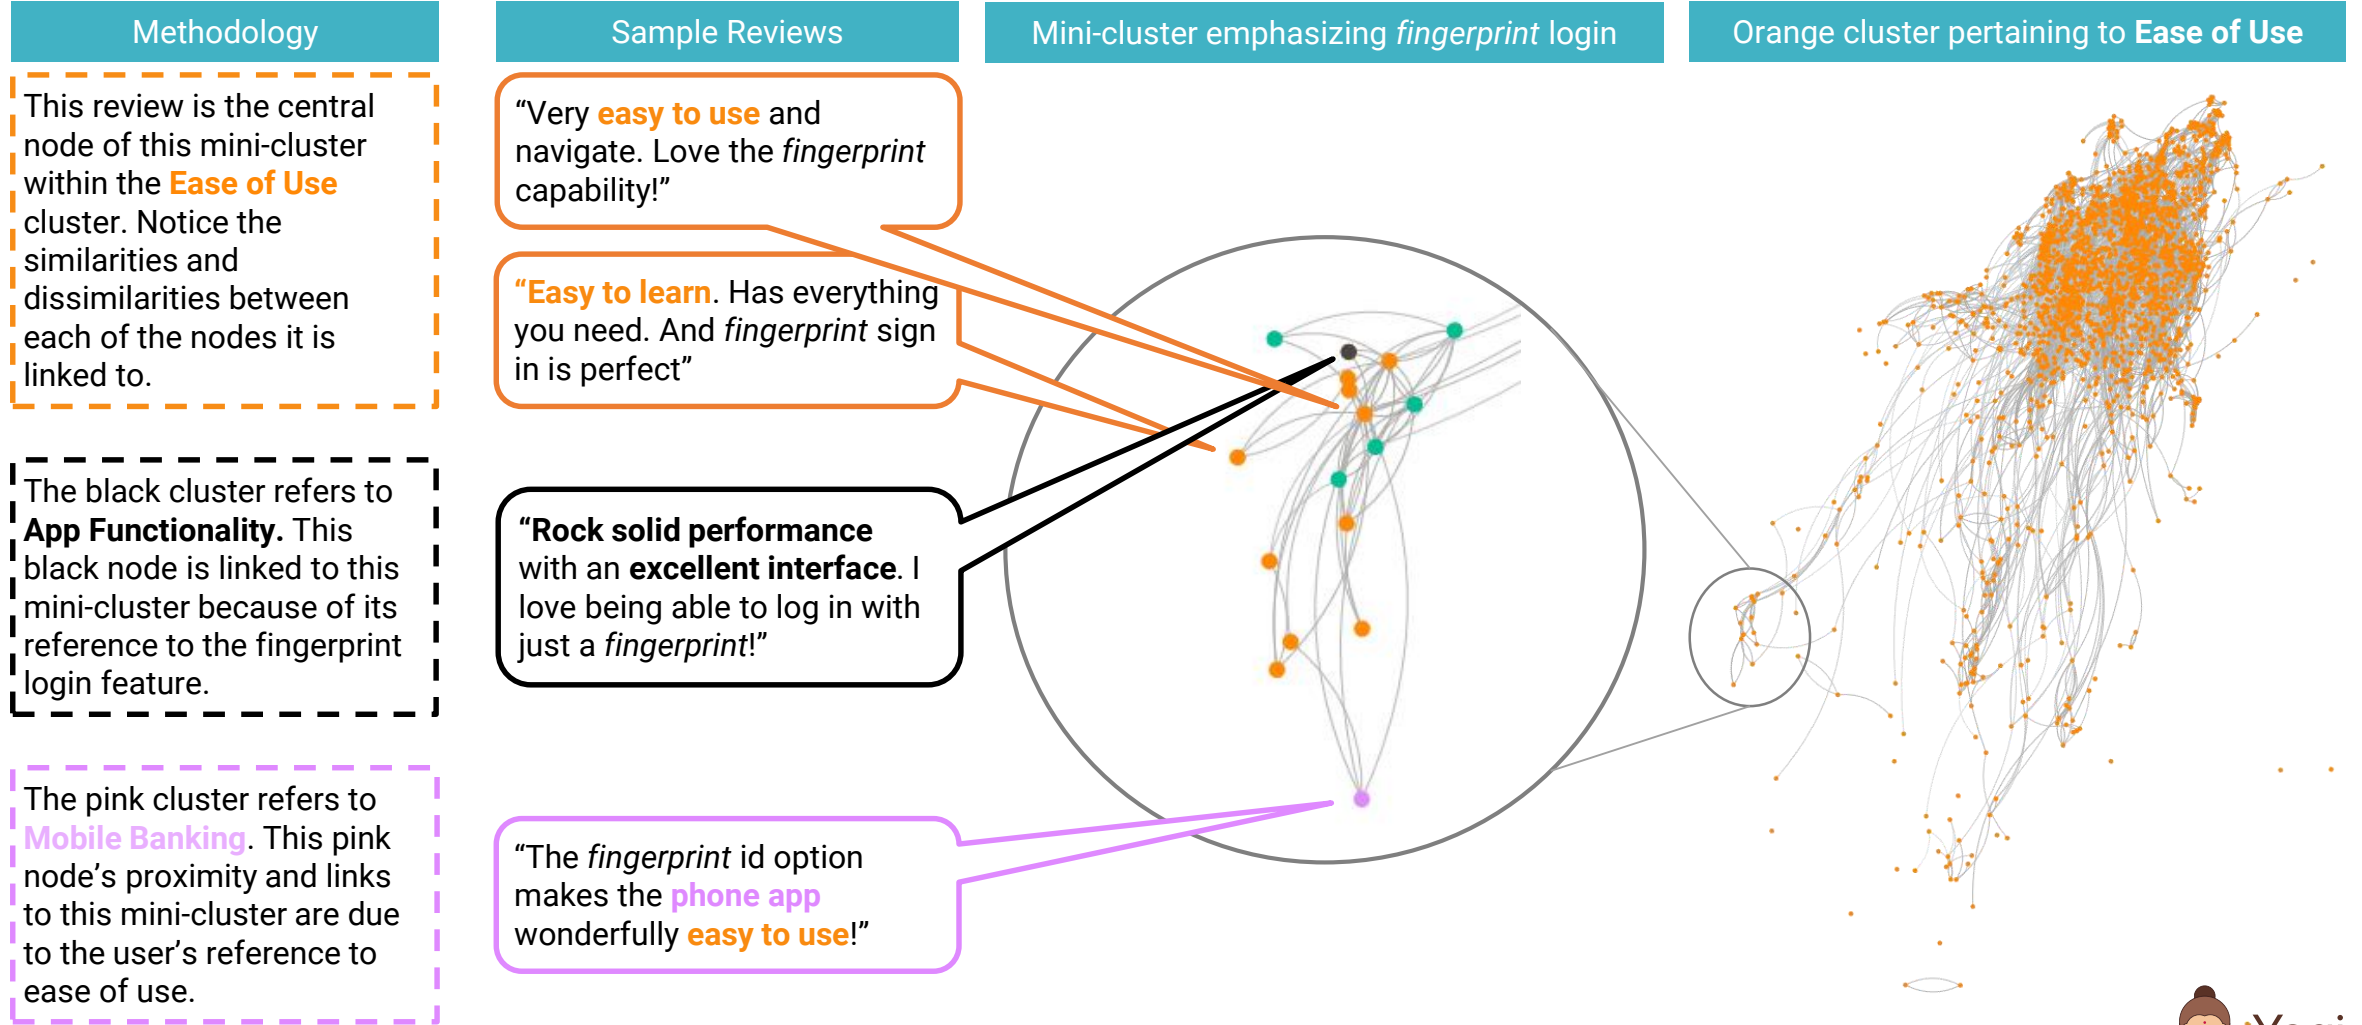 Methodology
This review is the central
node of this mini-cluster
within the Ease of Use
cluster. Notice the
similarities and
dissimilarities between
each of the nodes it is
linked to.
The black cluster refers to
App Functionality. This
black node is linked to this
mini-cluster because of its
reference to the fingerprint
login feature.
The pink cluster refers to
Mobile Banking. This pink
node’s proximity and links
to this mini-cluster are due
to the user’s reference to
ease of use.
Sample Reviews
“Very easy to use and
navigate. Love the fingerprint
capability!”
“Easy to learn. Has everything
you need. And fingerprint sign
in is perfect”
“Rock solid performance
with an excellent interface. I
love being able to log in with
just a fingerprint!”
“The fingerprint id option
makes the phone app
wonderfully easy to use!”
Mini-cluster emphasizing fingerprint login
Orange cluster pertaining to Ease of Use